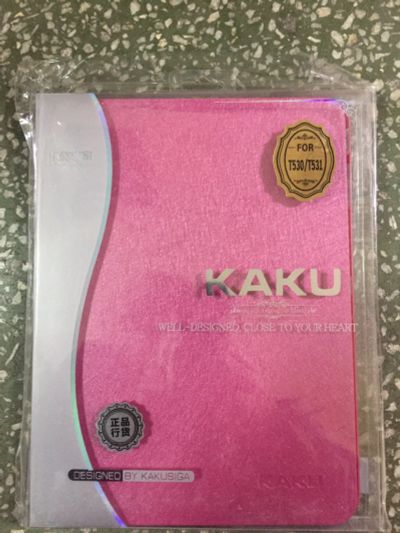 FOR
T530/T531
KAKU
WELL-DESIGNED, CLOSE TO YOUR HEART
正品
行货
DESIGNED BY KAKUSIGA
KAKU